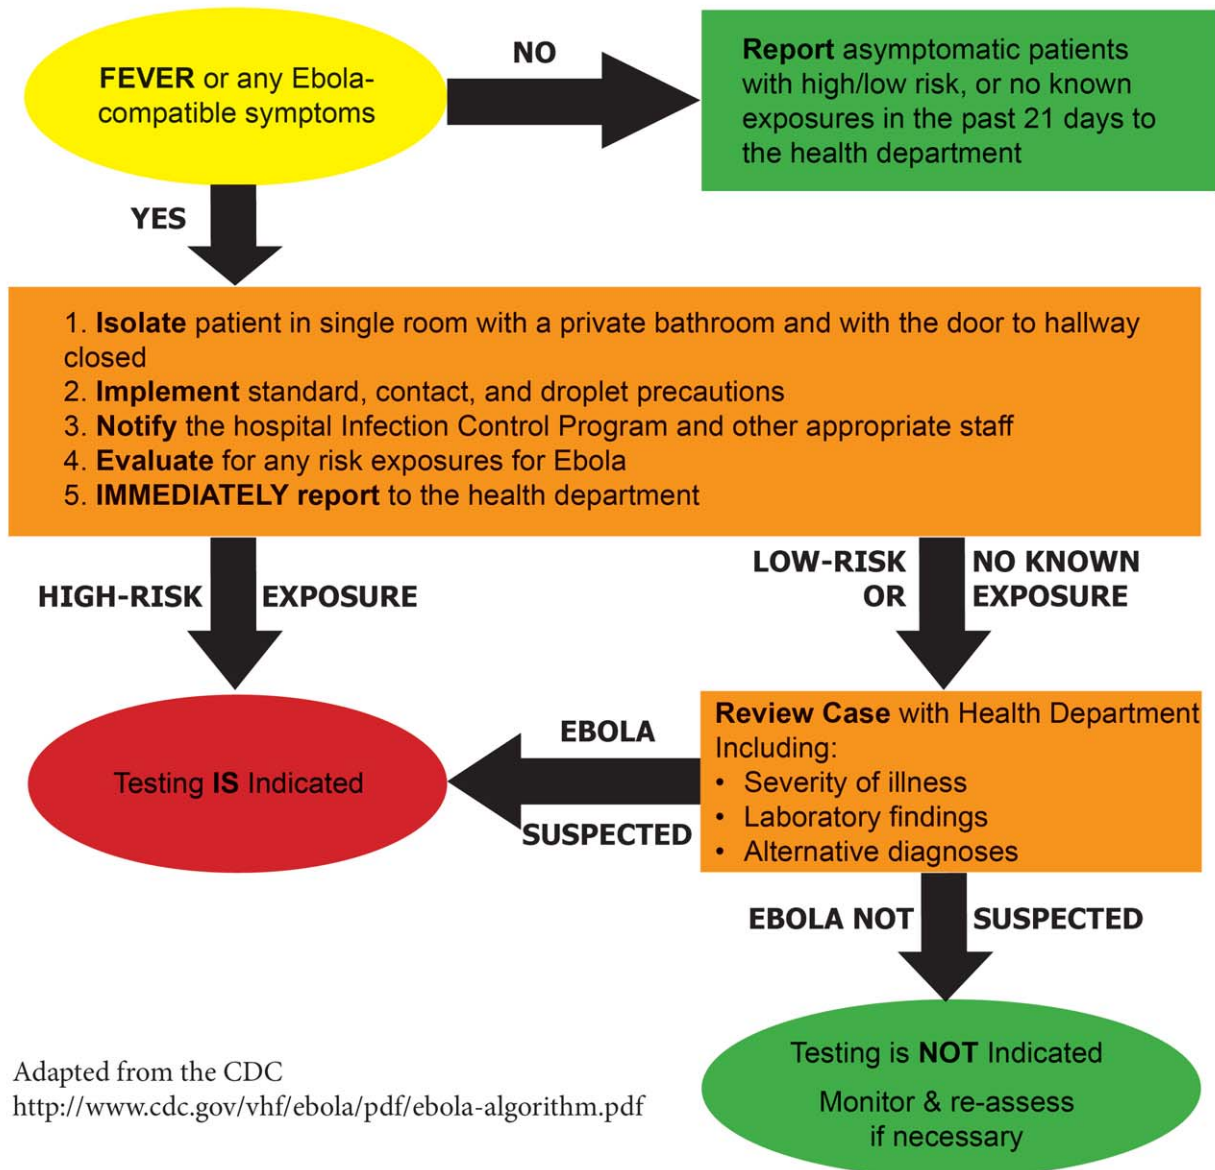 FEVER or any Ebola-
compatible symptoms
NO
Report asymptomatic patients
with high/low risk, or no known
exposures in the past 21 days to
the health department
YES
1. Isolate patient in single room with a private bathroom and with the door to hallway
closed
2. Implement standard, contact, and droplet precautions
3. Notify the hospital Infection Control Program and other appropriate staff
4. Evaluate for any risk exposures for Ebola
5. IMMEDIATELY report to the health department
HIGH-RISK EXPOSURE
LOW-RISK NO KNOWN
OR EXPOSURE
Testing IS Indicated
EBOLA
SUSPECTED
Review Case with Health Department
Including:
• Severity of illness
• Laboratory findings
• Alternative diagnoses
EBOLA NOT SUSPECTED
Testing is NOT Indicated
Monitor & re-assess
if necessary
Adapted from the CDC
http://www.cdc.gov/vhf/ebola/pdf/ebola-algorithm.pdf